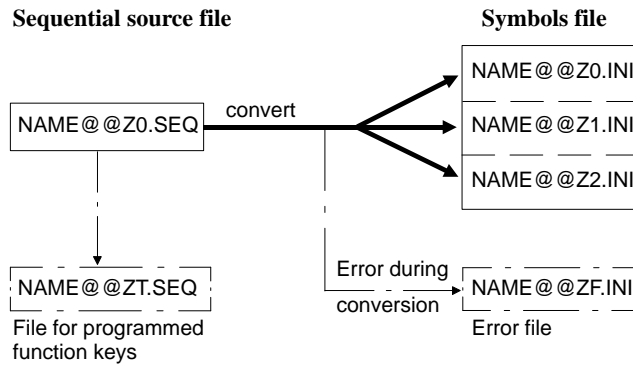 Sequential source file
Symbols file
NAME@@Z0.INI
NAME@@Z0.SEQ
convert
NAME@@Z1.INI
NAME@@Z2.INI
Error during
conversion
NAME@@ZT.SEQ
NAME@@ZF.INI
File for programmed
function keys
Error file